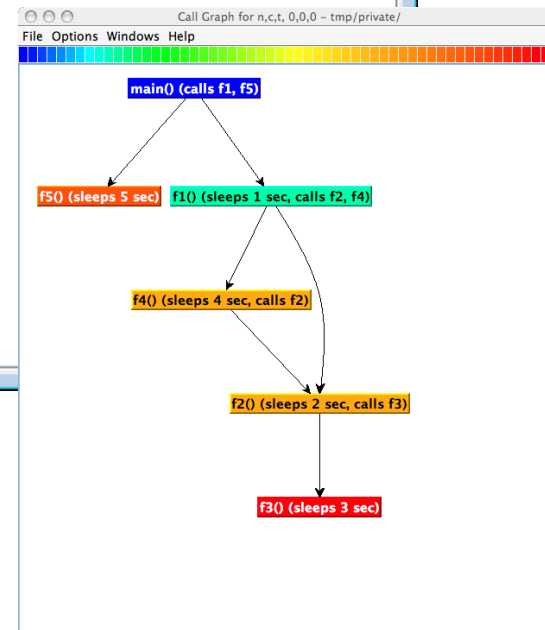 Call Graph for n,c,t, 0,0,0 – tmp/private/
File Options Windows Help
main() (calls f1, f5)
f5() (sleeps 5 sec) f1() (sleeps 1 sec, calls f2, f4)
f4() (sleeps 4 sec, calls f2)
f2() (sleeps 2 sec, calls f3)
f3() (sleeps 3 sec)